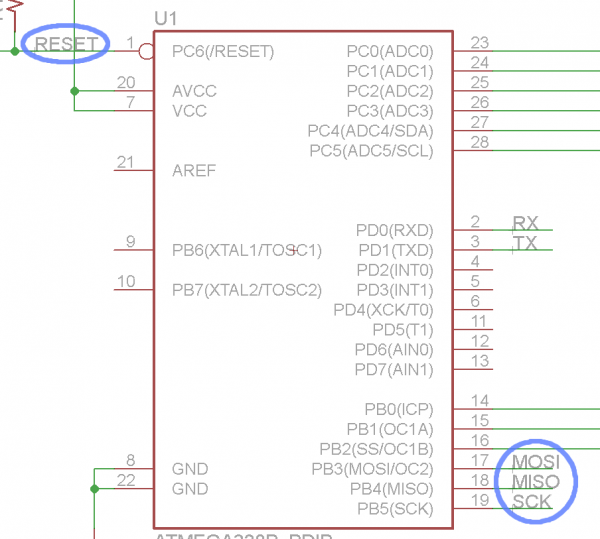 U1
RESET 1 PC6(/RESET) PC0(ADC0) 23
PC1(ADC1) 24
20 AVCC PC2(ADC2) 25
7 VCC PC3(ADC3) 26
PC4(ADC4/SDA) 27
PC5(ADC5/SCL) 28
21 AREF
PD0(RXD) 2 RX
9 PB6(XTAL1/TOSC1) PD1(TXD) 3 TX
PD2(INT0) 4
10 PB7(XTAL2/TOSC2) PD3(INT1) 5
PD4(XCK/T0) 6
PD5(T1) 11
PD6(AIN0) 12
PD7(AIN1) 13
PB0(ICP) 14
PB1(OC1A) 15
PB2(SS/OC1B) 16
8 GND PB3(MOSI/OC2) 17 MOSI
22 GND PB4(MISO) 18 MISO
PB5(SCK) 19 SCK